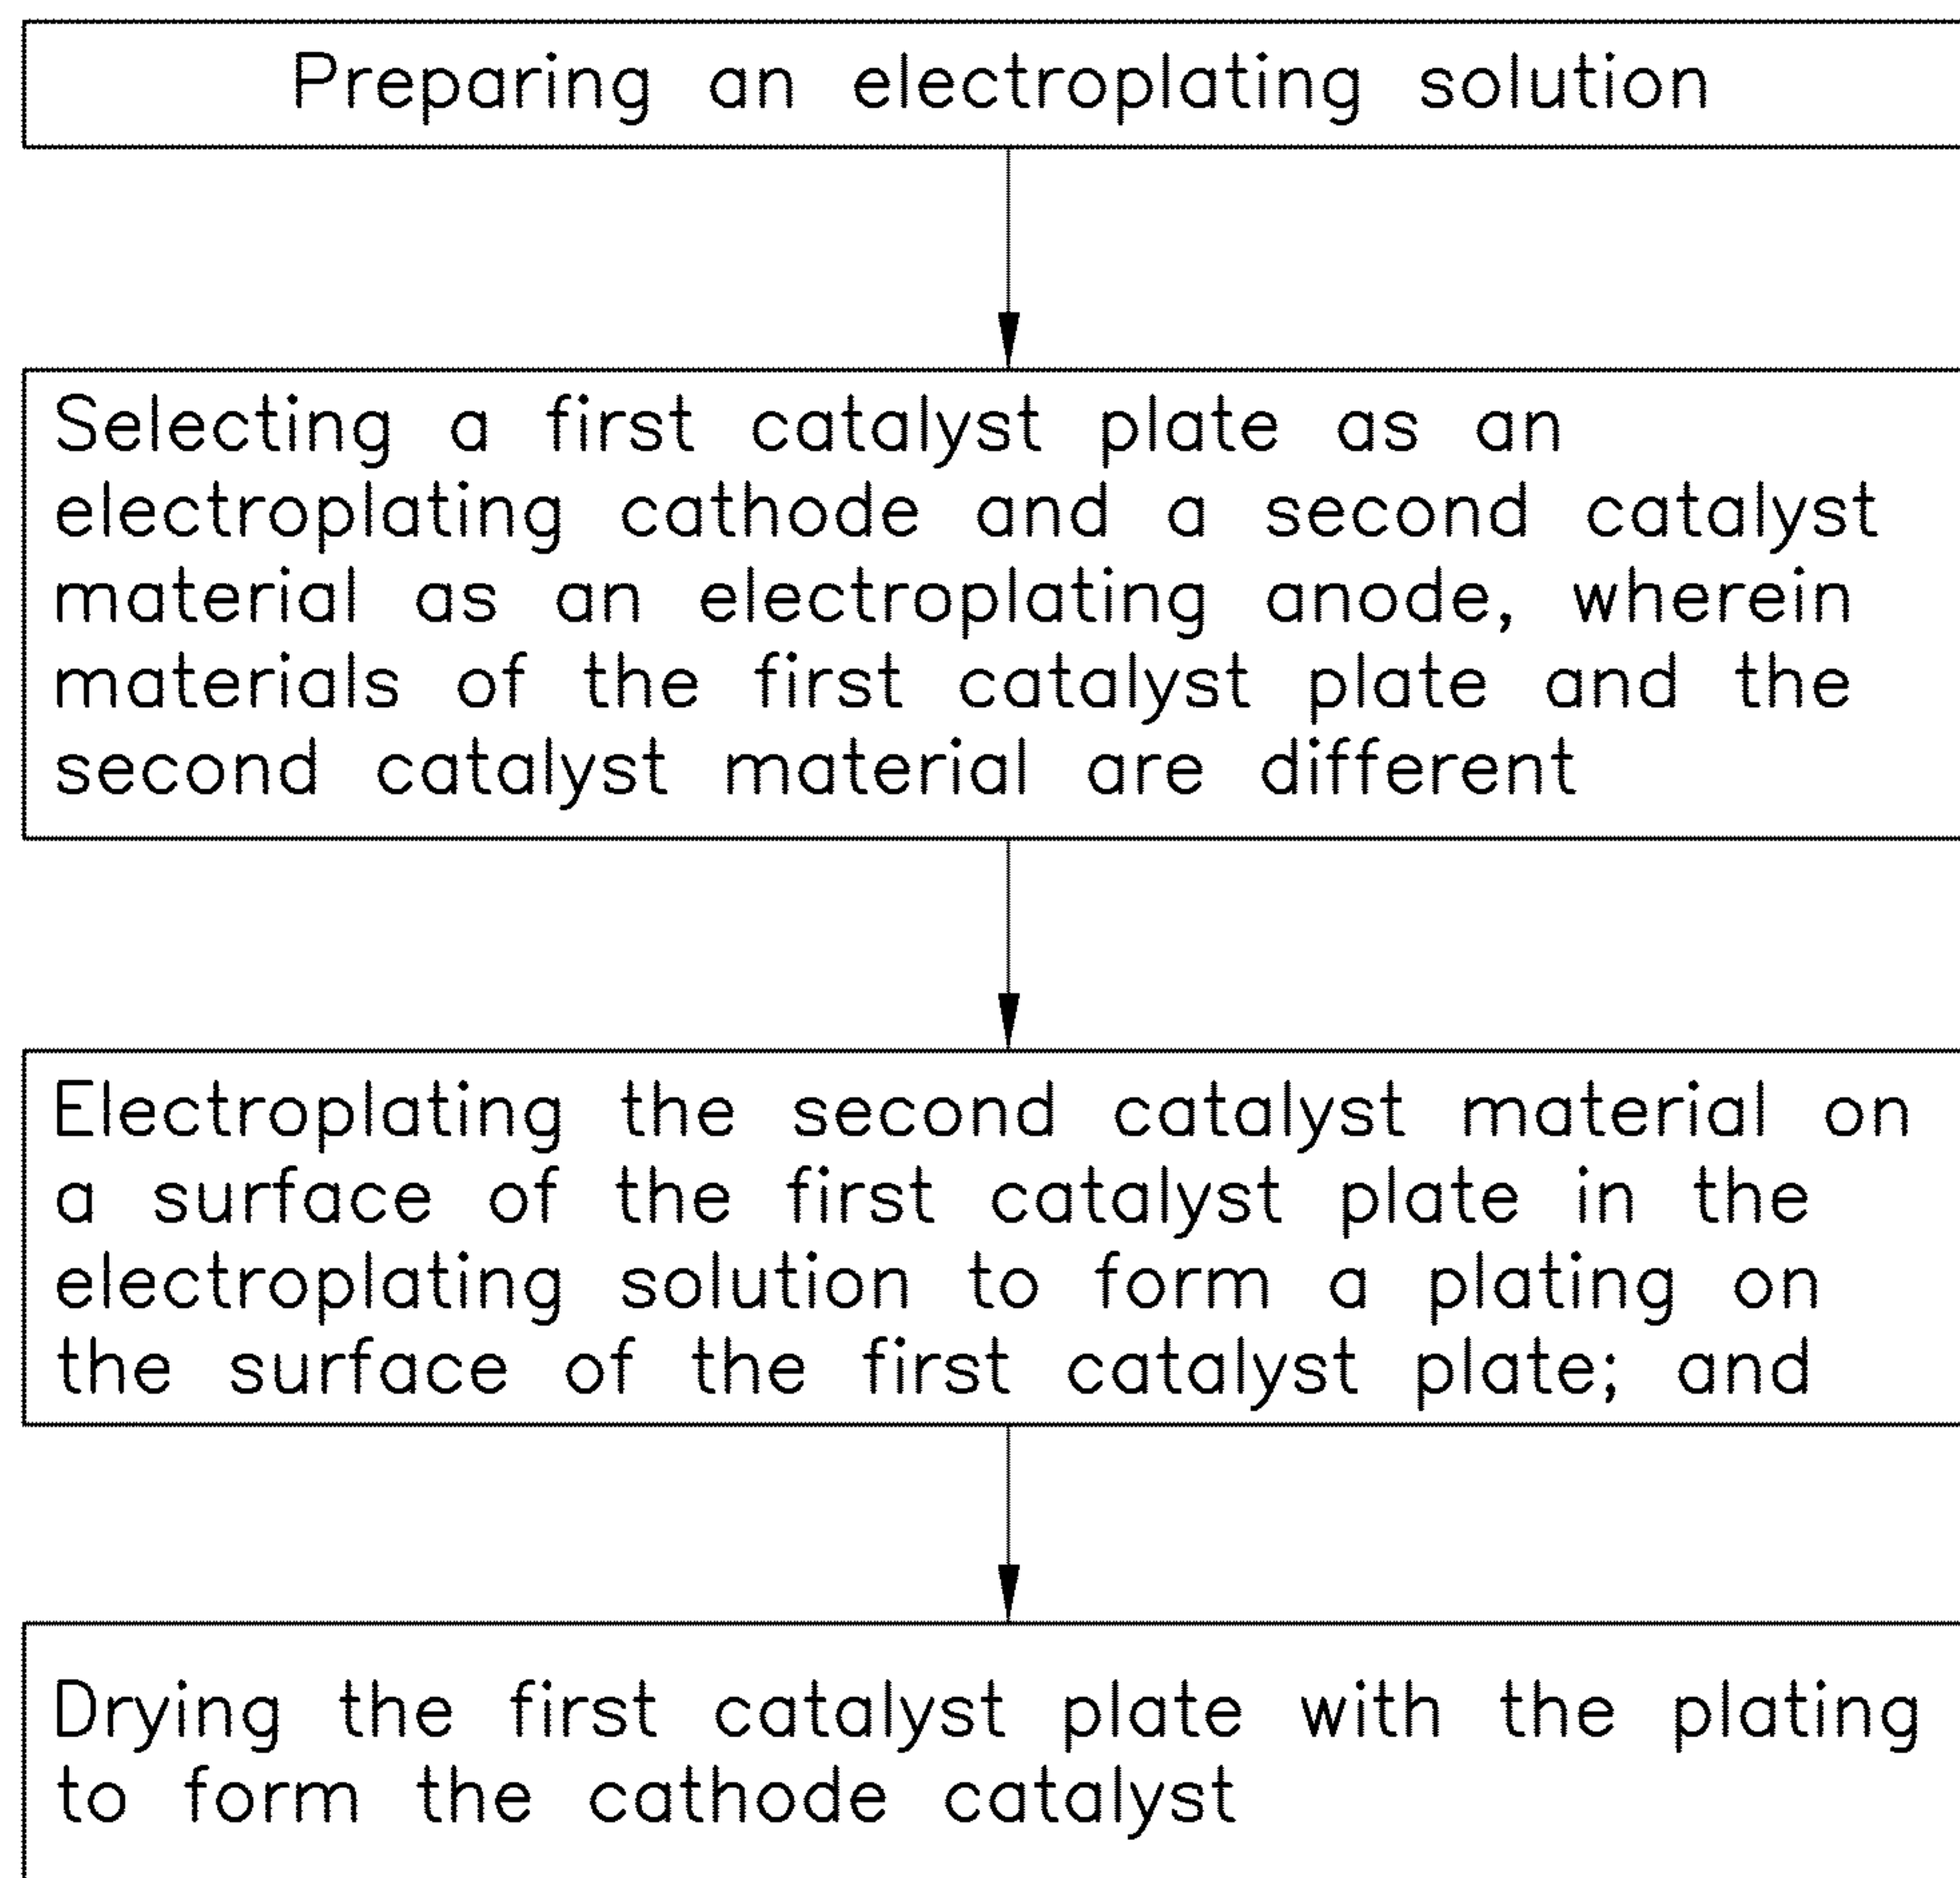 Preparing an electroplating solution
Selecting a first catalyst plate as an
electroplating cathode and a second catalyst
material as an electroplating anode, wherein
materials of the first catalyst plate and the
second catalyst material are different
Electroplating the second catalyst material on
a surface of the first catalyst plate in the
electroplating solution to form a plating on
the surface of the first catalyst plate; and
Drying the first catalyst plate with the plating
to form the cathode catalyst